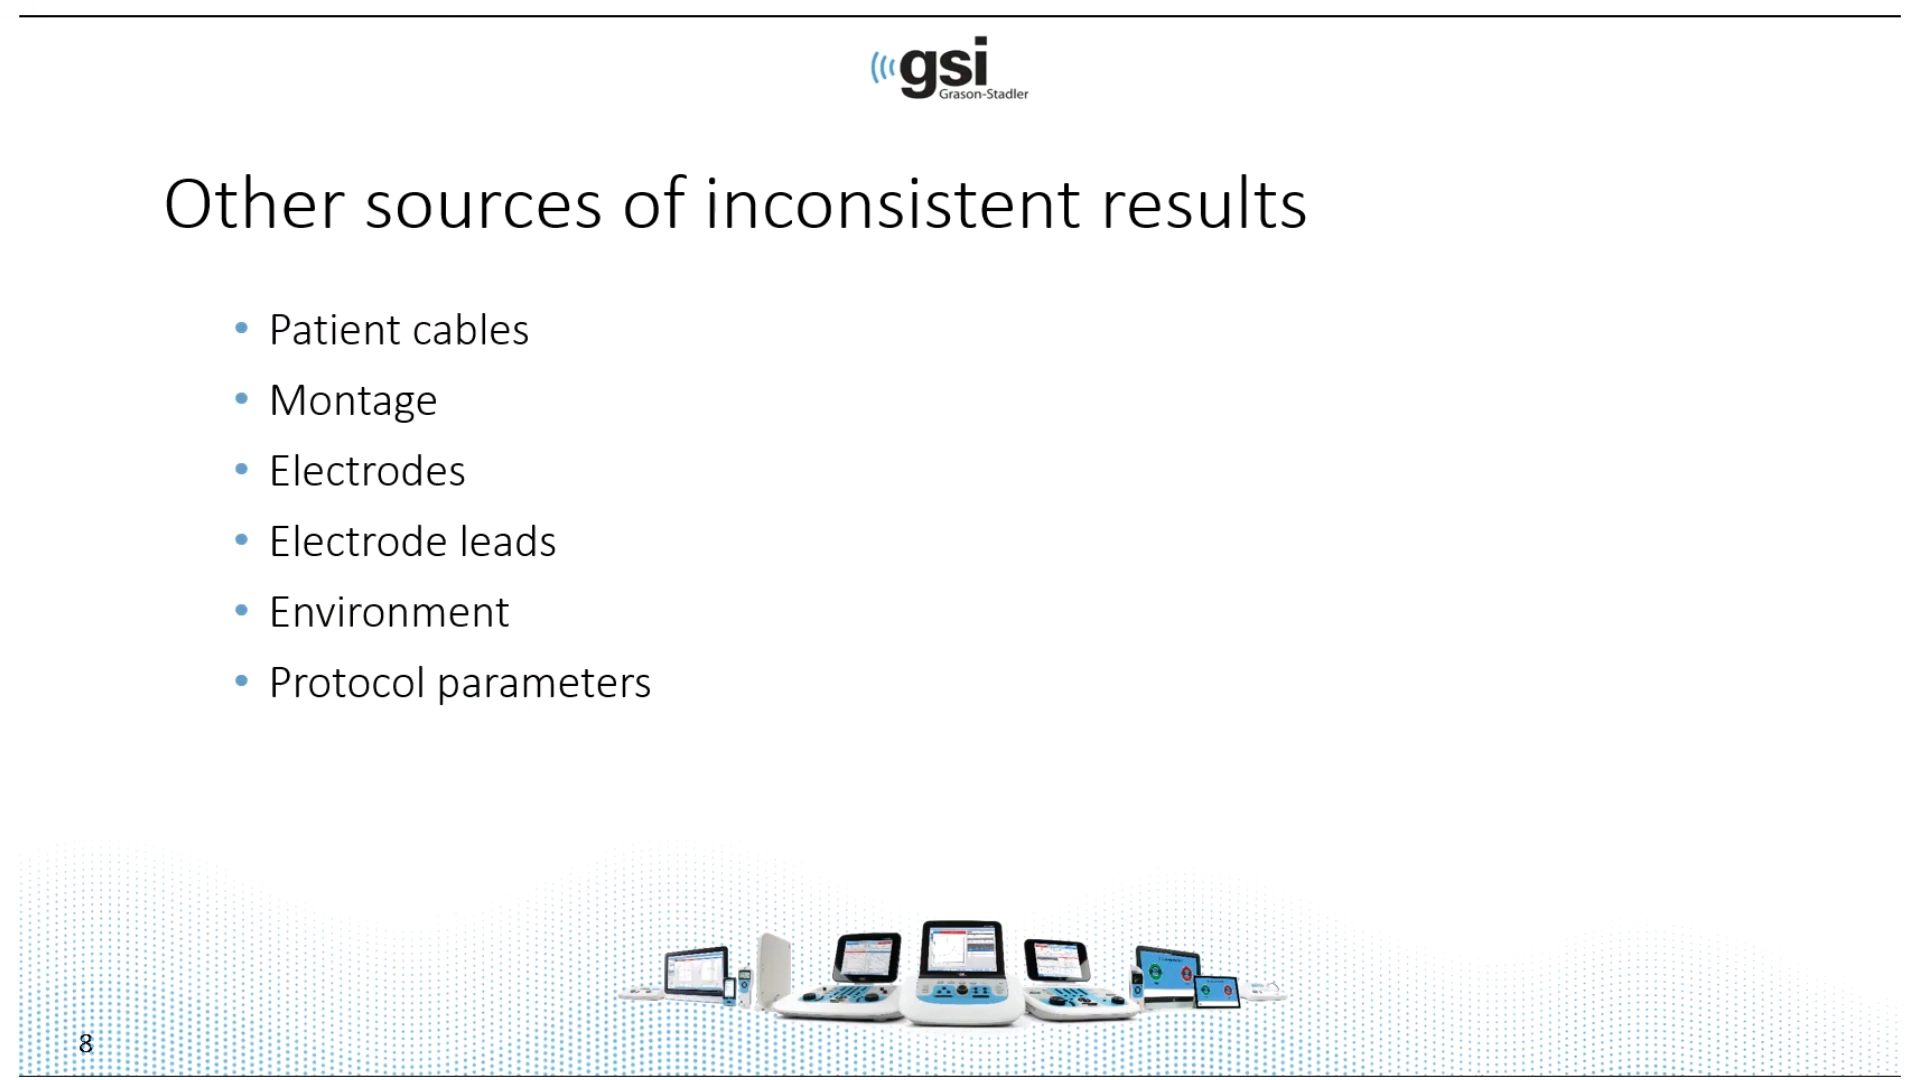 gsi
Grason-Stadler
Other sources of inconsistent results
• Patient cables
• Montage
• Electrodes
• Electrode leads
• Environment
• Protocol parameters
8